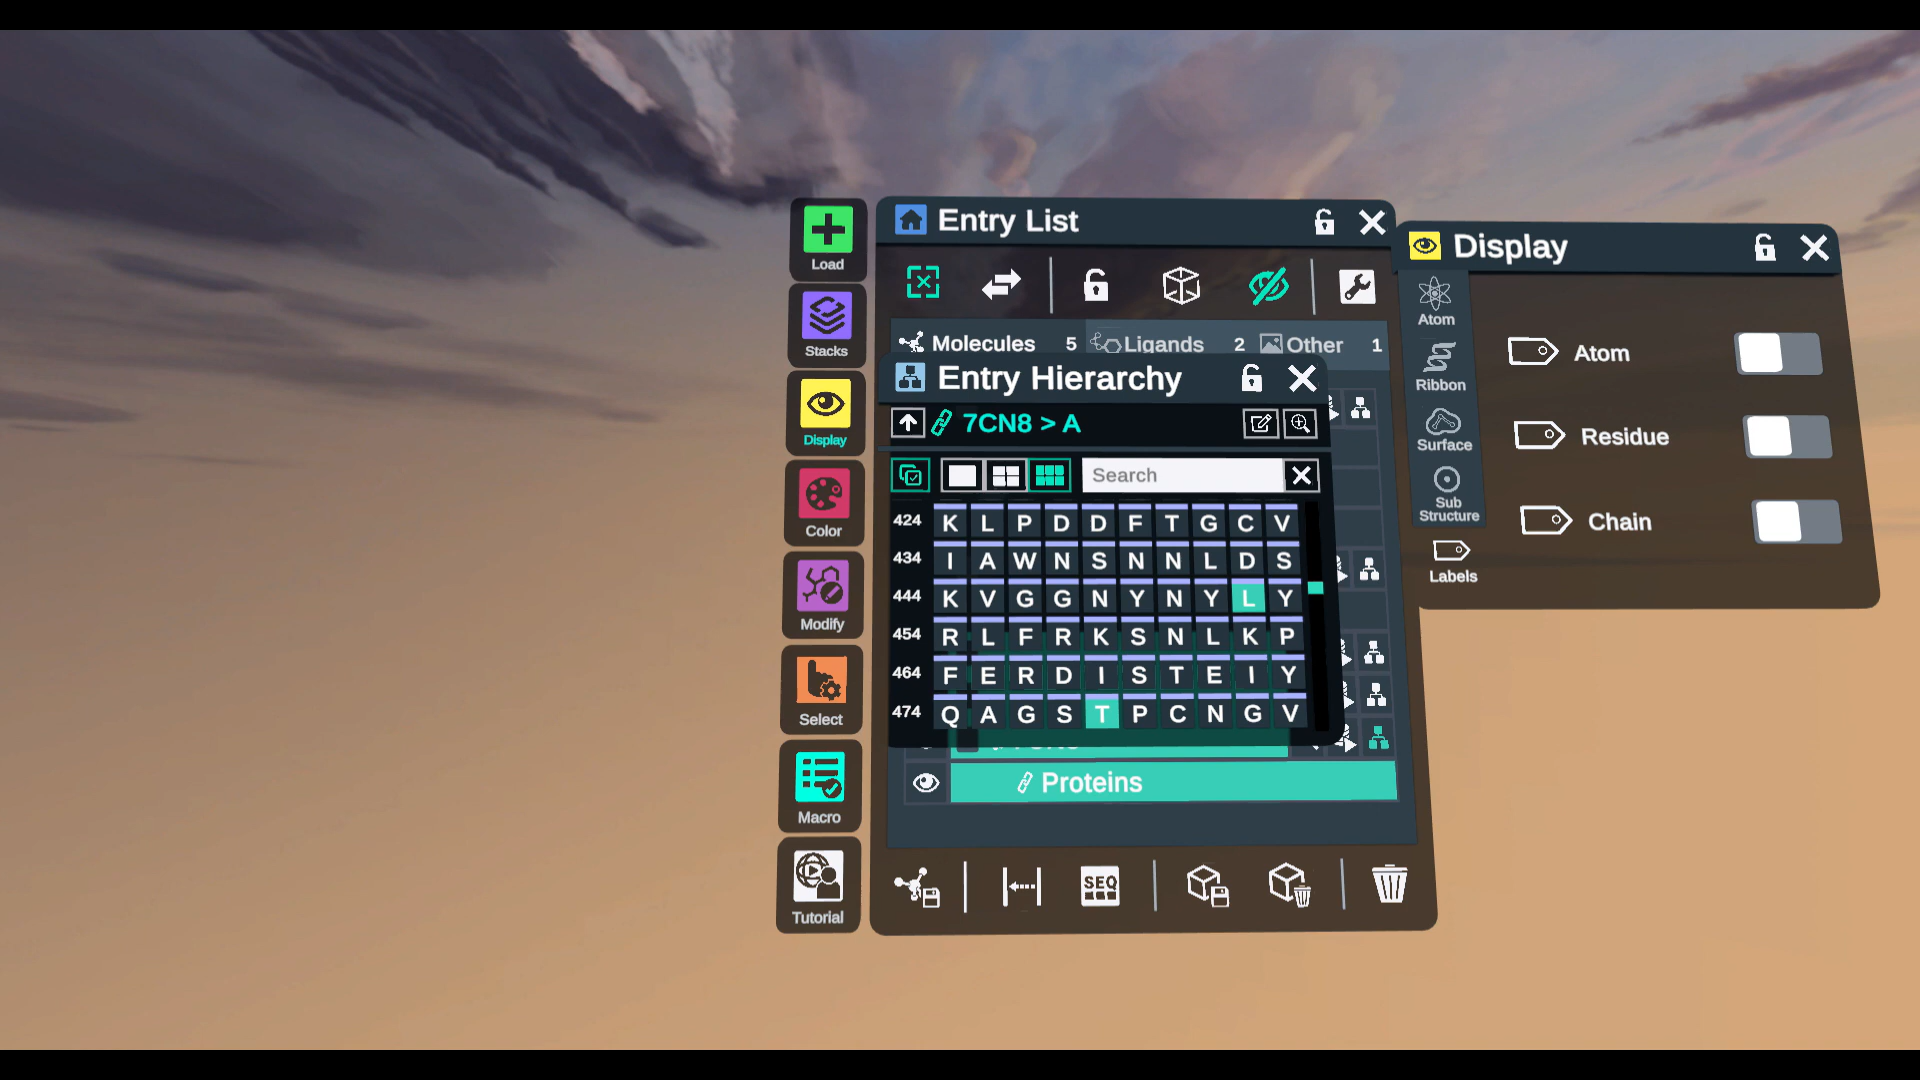 Load
Stacks
Display
Color
Modify
Select
Macro
Tutorial
Entry List
Molecules 5 Ligands 2 Other 1
Entry Hierarchy
7CN8 > A
Search
424 K L P D D F T G C V
434 I A W N S N N L D S
444 K V G G N Y N Y L Y
454 R L F R K S N L K P
464 F E R D I S T E I Y
474 Q A G S T P C N G V
Proteins
SEQ
Display
Atom
Ribbon
Surface
Sub
Structure
Labels
Atom
Residue
Chain